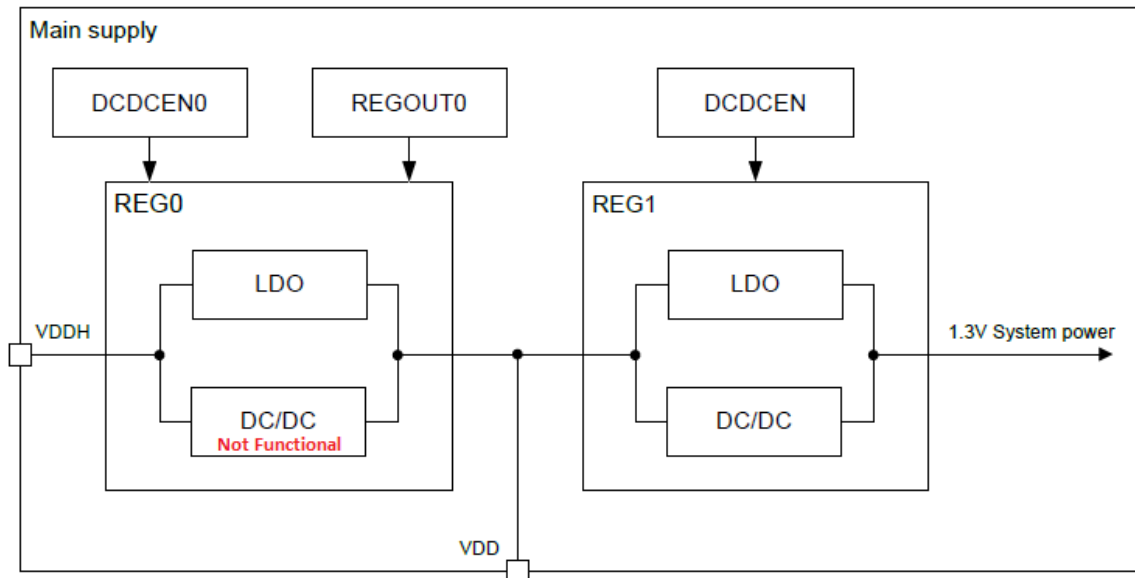 Main supply
DCDCEN0
REGOUT0
DCDCEN
REG0
REG1
LDO
LDO
VDDH
1.3V System power
DC/DC
Not Functional
DC/DC
VDD